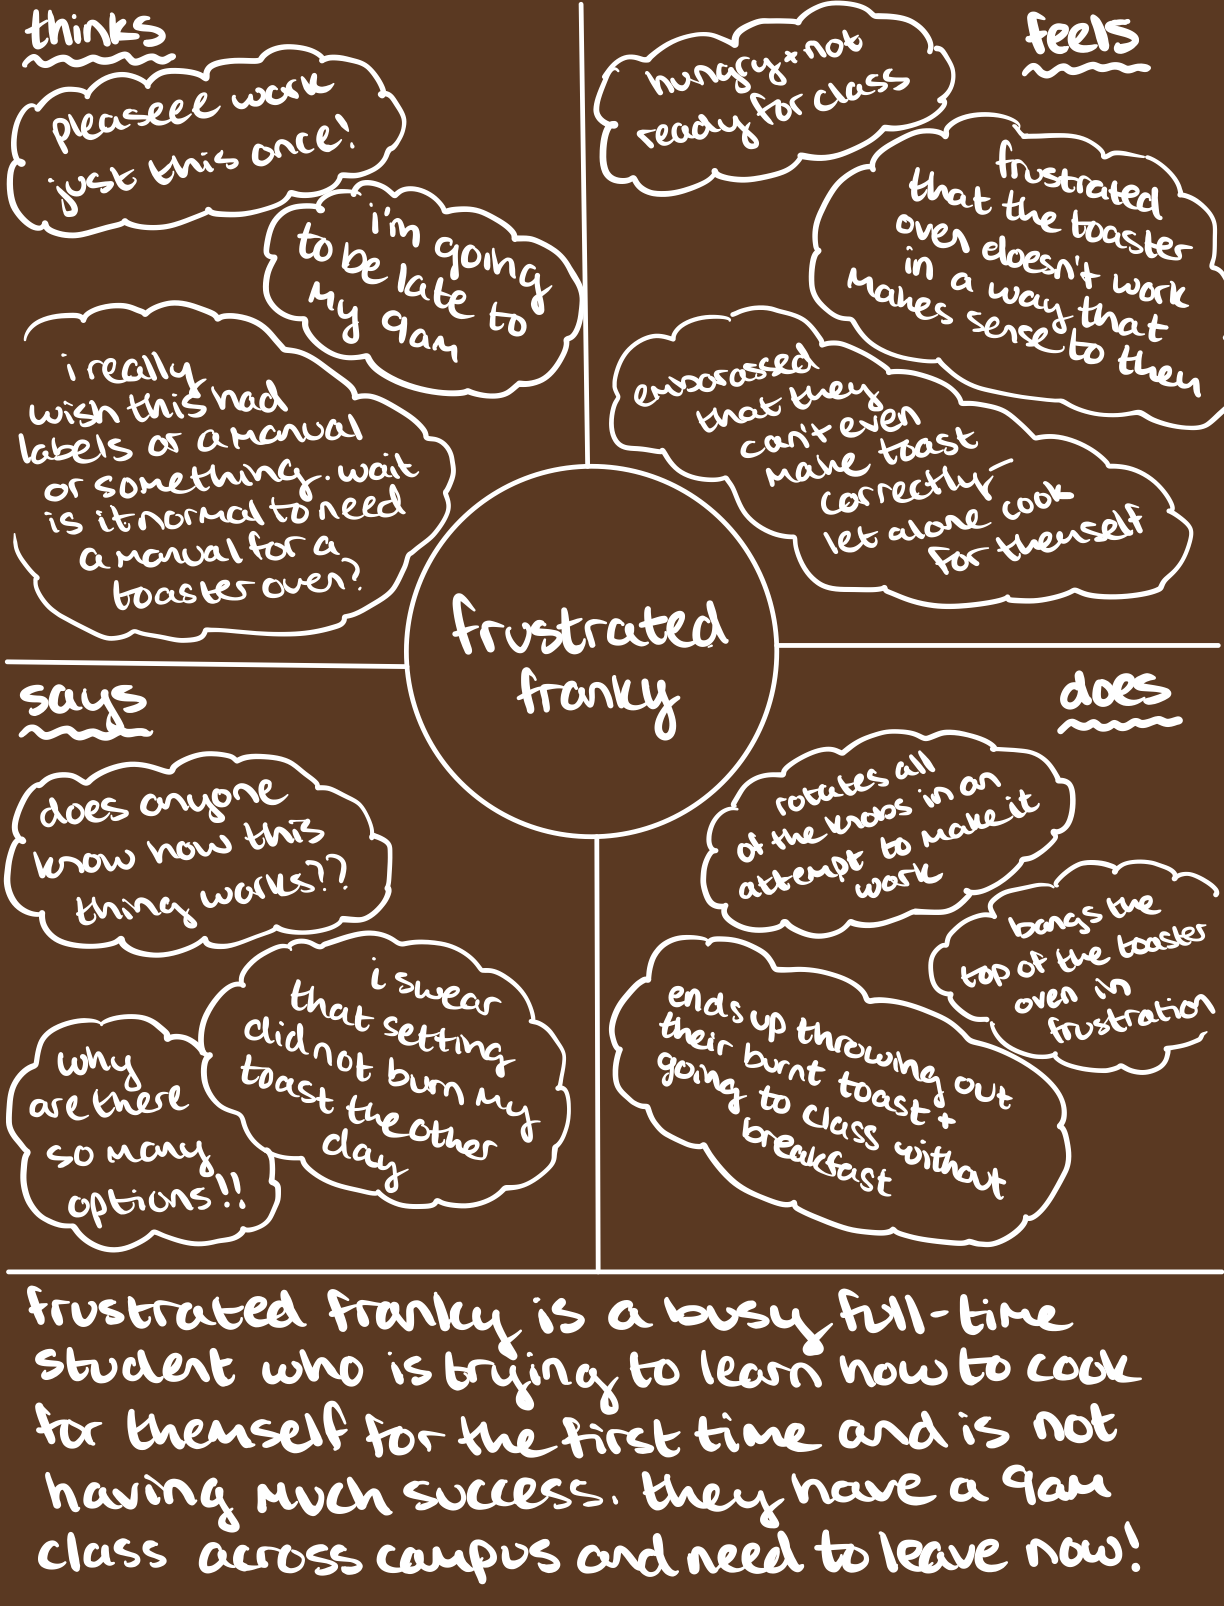 thinks
pleaseee work
just this once!
i'm going
to be late to
my 9am
i really
wish this had
labels or a manual
or something. wait
is it normal to need
a manual for a
toaster oven?
feels
hungry + not
ready for class
frustrated
that the toaster
oven doesn't work
in a way that
makes sense to them
emborassed
that they
can't even
make toast
correctly—
let alone cook
for themself
frustrated
franky
says
does anyone
know how this
thing works??
i swear
that setting
did not burn my
toast the other
day
why
are there
so many
options!!
does
rotates all
of the knobs in an
attempt to make it
work
bangs the
top of the toaster
oven in
frustration
ends up throwing out
their burnt toast +
going to class without
breakfast
frustrated franky is a busy full-time
student who is trying to learn how to cook
for themself for the first time and is not
having much success. they have a 9am
class across campus and need to leave now!